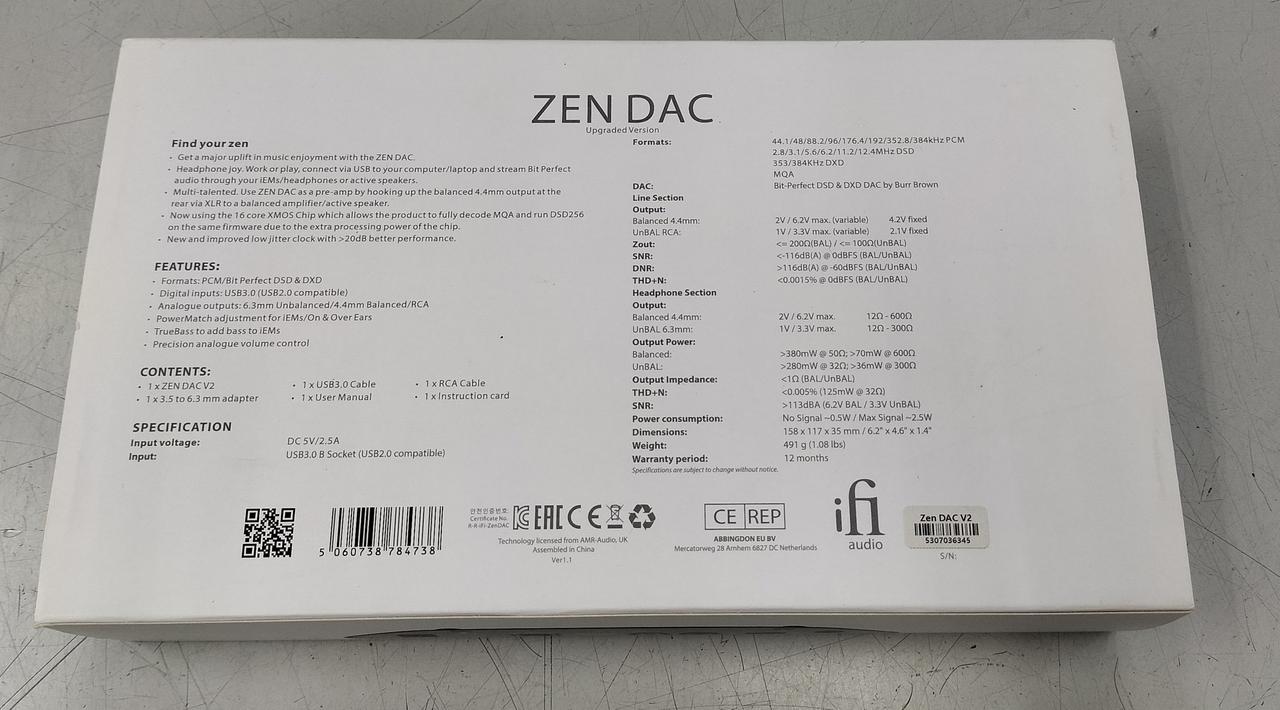 ZEN DAC
Upgraded Version
Find your zen
- Get a major uplift in music enjoyment with the ZEN DAC.
- Headphone joy. Work or play, connect via USB to your computer/laptop and stream Bit Perfect
audio through your iEMs/headphones or active speakers.
- Multi-talented. Use ZEN DAC as a pre-amp by hooking up the balanced 4.4mm output at the
rear via XLR to a balanced amplifier/active speaker.
- Now using the 16 core XMOS Chip which allows the product to fully decode MQA and run DSD256
on the same firmware due to the extra processing power of the chip.
- New and improved low jitter clock with >20dB better performance.
FEATURES:
- Formats: PCM/Bit Perfect DSD & DXD
- Digital inputs: USB3.0 (USB2.0 compatible)
- Analogue outputs: 6.3mm Unbalanced/4.4mm Balanced/RCA
- PowerMatch adjustment for iEMs/On & Over Ears
- TrueBass to add bass to iEMs
- Precision analogue volume control
CONTENTS:
• 1 x ZEN DAC V2 • 1 x USB3.0 Cable • 1 x RCA Cable
• 1 x 3.5 to 6.3 mm adapter • 1 x User Manual • 1 x Instruction card
SPECIFICATION
Input voltage: DC 5V/2.5A
Input: USB3.0 B Socket (USB2.0 compatible)
Formats: 44.1/48/88.2/96/176.4/192/352.8/384kHz PCM
2.8/3.1/5.6/6.2/11.2/12.4MHz DSD
353/384KHz DXD
MQA
DAC: Bit-Perfect DSD & DXD DAC by Burr Brown
Line Section
Output:
Balanced 4.4mm: 2V / 6.2V max. (variable) 4.2V fixed
UnBAL RCA: 1V / 3.3V max. (variable) 2.1V fixed
Zout: <= 200Ω(BAL) / <= 100Ω(UnBAL)
SNR: <-116dB(A) @ 0dBFS (BAL/UnBAL)
DNR: >116dB(A) @ -60dBFS (BAL/UnBAL)
THD+N: <0.0015% @ 0dBFS (BAL/UnBAL)
Headphone Section
Output:
Balanced 4.4mm: 2V / 6.2V max. 12Ω - 600Ω
UnBAL 6.3mm: 1V / 3.3V max. 12Ω - 300Ω
Output Power:
Balanced: >380mW @ 50Ω; >70mW @ 600Ω
UnBAL: >280mW @ 32Ω; >36mW @ 300Ω
Output Impedance: <1Ω (BAL/UnBAL)
THD+N: <0.005% (125mW @ 32Ω)
SNR: >113dBA (6.2V BAL / 3.3V UnBAL)
Power consumption: No Signal ~0.5W / Max Signal ~2.5W
Dimensions: 158 x 117 x 35 mm / 6.2" x 4.6" x 1.4"
Weight: 491 g (1.08 lbs)
Warranty period: 12 months
Specifications are subject to change without notice.
5 060738 784738
안전인증번호:
Certificate No.
R-R-iFi-ZenDAC
EAC CE
Technology licensed from AMR-Audio, UK
Assembled in China
Ver1.1
CE REP
ABBINGDON EU BV
Mercatorweg 28 Arnhem 6827 DC Netherlands
ifi
audio
Zen DAC V2
5307036345
S/N: